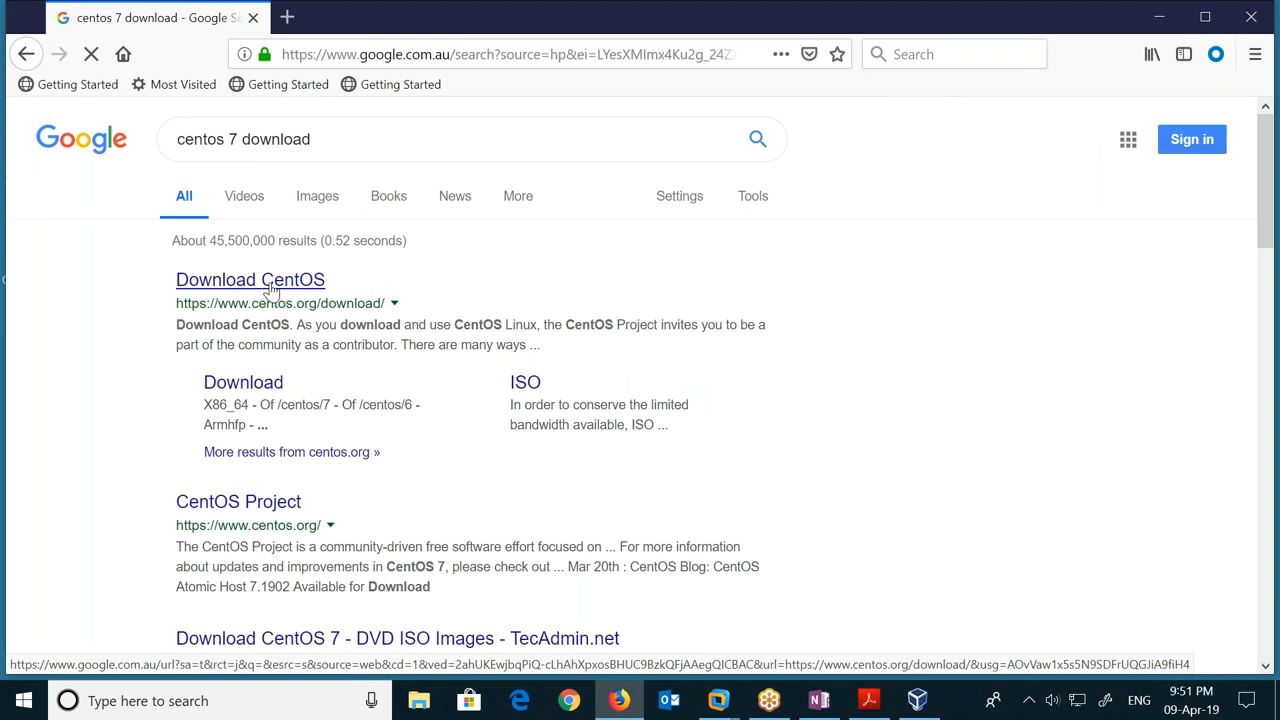 centos 7 download - Google Se
https://www.google.com.au/search?source=hp&ei=LYesXMImx4Ku2g_24Z
Search
Getting Started
Most Visited
Getting Started
Getting Started
Google
centos 7 download
Sign in
All
Videos
Images
Books
News
More
Settings
Tools
About 45,500,000 results (0.52 seconds)
Download CentOS
https://www.centos.org/download/
Download CentOS. As you download and use CentOS Linux, the CentOS Project invites you to be a
part of the community as a contributor. There are many ways ...
Download
ISO
X86_64 - Of /centos/7 - Of /centos/6 -
Armhfp - ...
In order to conserve the limited
bandwidth available, ISO ...
More results from centos.org »
CentOS Project
https://www.centos.org/
The CentOS Project is a community-driven free software effort focused on ... For more information
about updates and improvements in CentOS 7, please check out ... Mar 20th : CentOS Blog: CentOS
Atomic Host 7.1902 Available for Download
Download CentOS 7 - DVD ISO Images - TecAdmin.net
https://www.google.com.au/url?sa=t&rct=j&q=&esrc=s&source=web&cd=1&ved=2ahUKEwjbqPiQ-cLhAhXpxosBHUC9BzkQFjAAegQICBAC&url=https://www.centos.org/download/&usg=AOvVaw1x5s5N9SDFrUQGJiA9fiH4
Type here to search
ENG
9:51 PM
09-Apr-19